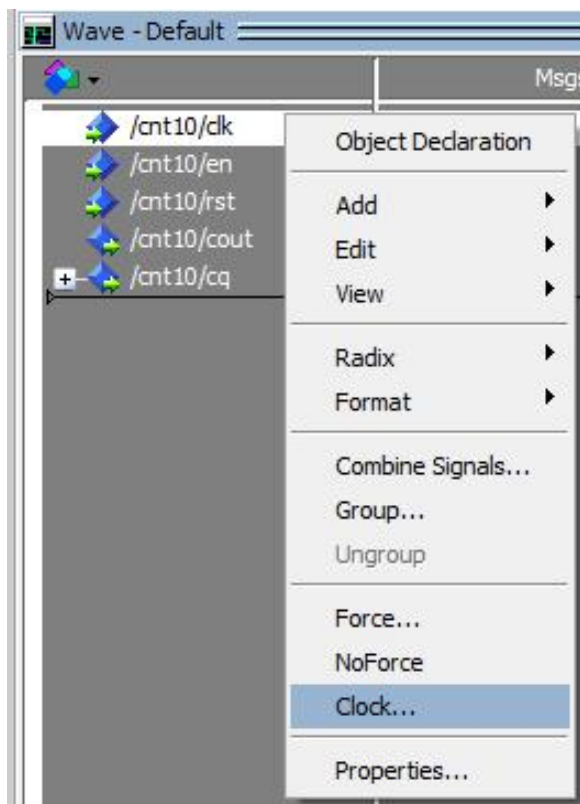 Wave - Default
Msgs
/cnt10/clk
/cnt10/en
/cnt10/rst
/cnt10/cout
/cnt10/cq
Object Declaration
Add
Edit
View
Radix
Format
Combine Signals...
Group...
Ungroup
Force...
NoForce
Clock...
Properties...